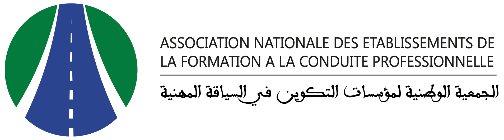 ASSOCIATION NATIONALE DES ETABLISSEMENTS DE
LA FORMATION A LA CONDUITE PROFESSIONNELLE
الجمعية الوطنية لمؤسسات التكوين في السياقة المهنية